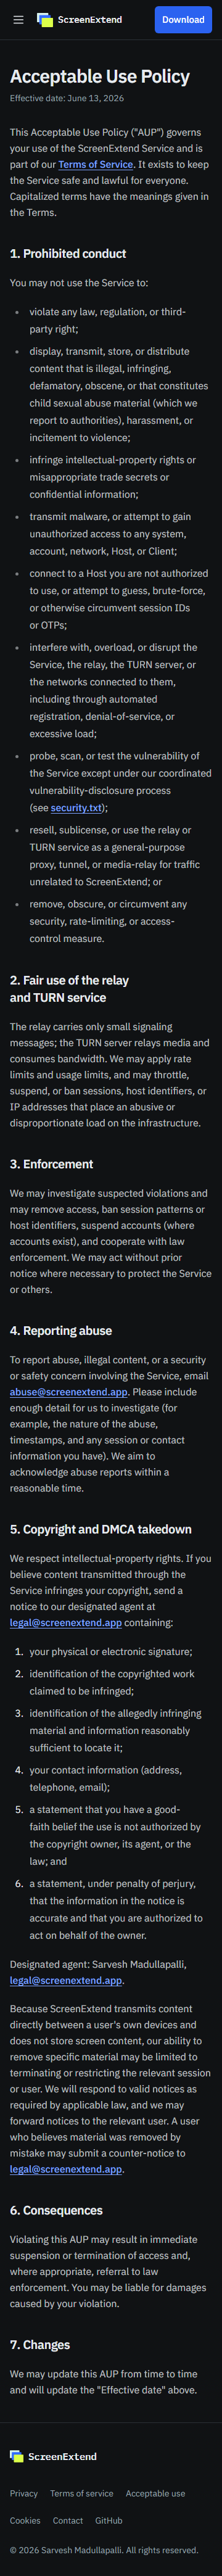 ScreenExtend
Download
Acceptable Use Policy
Effective date: June 13, 2026
This Acceptable Use Policy ("AUP") governs
your use of the ScreenExtend Service and is
part of our Terms of Service. It exists to keep
the Service safe and lawful for everyone.
Capitalized terms have the meanings given in
the Terms.
1. Prohibited conduct
You may not use the Service to:
violate any law, regulation, or third-
party right;
display, transmit, store, or distribute
content that is illegal, infringing,
defamatory, obscene, or that constitutes
child sexual abuse material (which we
report to authorities), harassment, or
incitement to violence;
infringe intellectual-property rights or
misappropriate trade secrets or
confidential information;
transmit malware, or attempt to gain
unauthorized access to any system,
account, network, Host, or Client;
connect to a Host you are not authorized
to use, or attempt to guess, brute-force,
or otherwise circumvent session IDs
or OTPs;
interfere with, overload, or disrupt the
Service, the relay, the TURN server, or
the networks connected to them,
including through automated
registration, denial-of-service, or
excessive load;
probe, scan, or test the vulnerability of
the Service except under our coordinated
vulnerability-disclosure process
(see security.txt);
resell, sublicense, or use the relay or
TURN service as a general-purpose
proxy, tunnel, or media-relay for traffic
unrelated to ScreenExtend; or
remove, obscure, or circumvent any
security, rate-limiting, or access-
control measure.
2. Fair use of the relay
and TURN service
The relay carries only small signaling
messages; the TURN server relays media and
consumes bandwidth. We may apply rate
limits and usage limits, and may throttle,
suspend, or ban sessions, host identifiers, or
IP addresses that place an abusive or
disproportionate load on the infrastructure.
3. Enforcement
We may investigate suspected violations and
may remove access, ban session patterns or
host identifiers, suspend accounts (where
accounts exist), and cooperate with law
enforcement. We may act without prior
notice where necessary to protect the Service
or others.
4. Reporting abuse
To report abuse, illegal content, or a security
or safety concern involving the Service, email
abuse@screenextend.app. Please include
enough detail for us to investigate (for
example, the nature of the abuse,
timestamps, and any session or contact
information you have). We aim to
acknowledge abuse reports within a
reasonable time.
5. Copyright and DMCA takedown
We respect intellectual-property rights. If you
believe content transmitted through the
Service infringes your copyright, send a
notice to our designated agent at
legal@screenextend.app containing:
1. your physical or electronic signature;
2. identification of the copyrighted work
claimed to be infringed;
3. identification of the allegedly infringing
material and information reasonably
sufficient to locate it;
4. your contact information (address,
telephone, email);
5. a statement that you have a good-
faith belief the use is not authorized by
the copyright owner, its agent, or the
law; and
6. a statement, under penalty of perjury,
that the information in the notice is
accurate and that you are authorized to
act on behalf of the owner.
Designated agent: Sarvesh Madullapalli,
legal@screenextend.app.
Because ScreenExtend transmits content
directly between a user's own devices and
does not store screen content, our ability to
remove specific material may be limited to
terminating or restricting the relevant session
or user. We will respond to valid notices as
required by applicable law, and we may
forward notices to the relevant user. A user
who believes material was removed by
mistake may submit a counter-notice to
legal@screenextend.app.
6. Consequences
Violating this AUP may result in immediate
suspension or termination of access and,
where appropriate, referral to law
enforcement. You may be liable for damages
caused by your violation.
7. Changes
We may update this AUP from time to time
and will update the "Effective date" above.
ScreenExtend
Privacy Terms of service Acceptable use
Cookies Contact GitHub
© 2026 Sarvesh Madullapalli. All rights reserved.